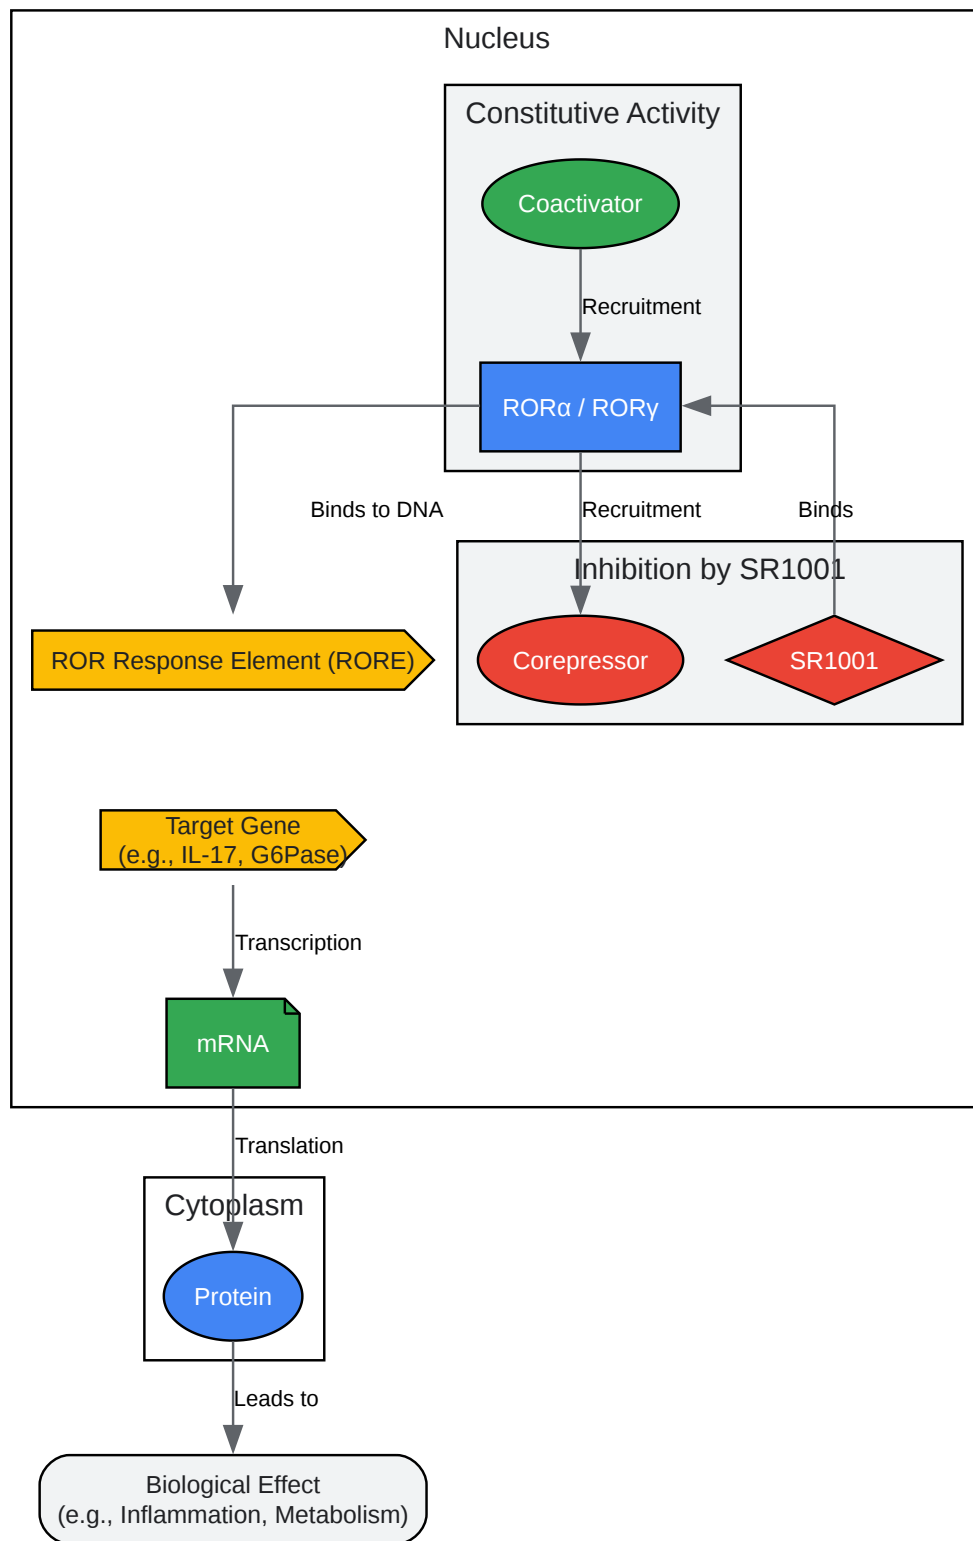 Nucleus
Constitutive Activity
Coactivator
Recruitment
RORα / RORγ
Binds to DNA
Recruitment
Binds
Inhibition by SR1001
ROR Response Element (RORE)
Corepressor
SR1001
Target Gene
(e.g., IL-17, G6Pase)
Transcription
mRNA
Translation
Cytoplasm
Protein
Leads to
Biological Effect
(e.g., Inflammation, Metabolism)